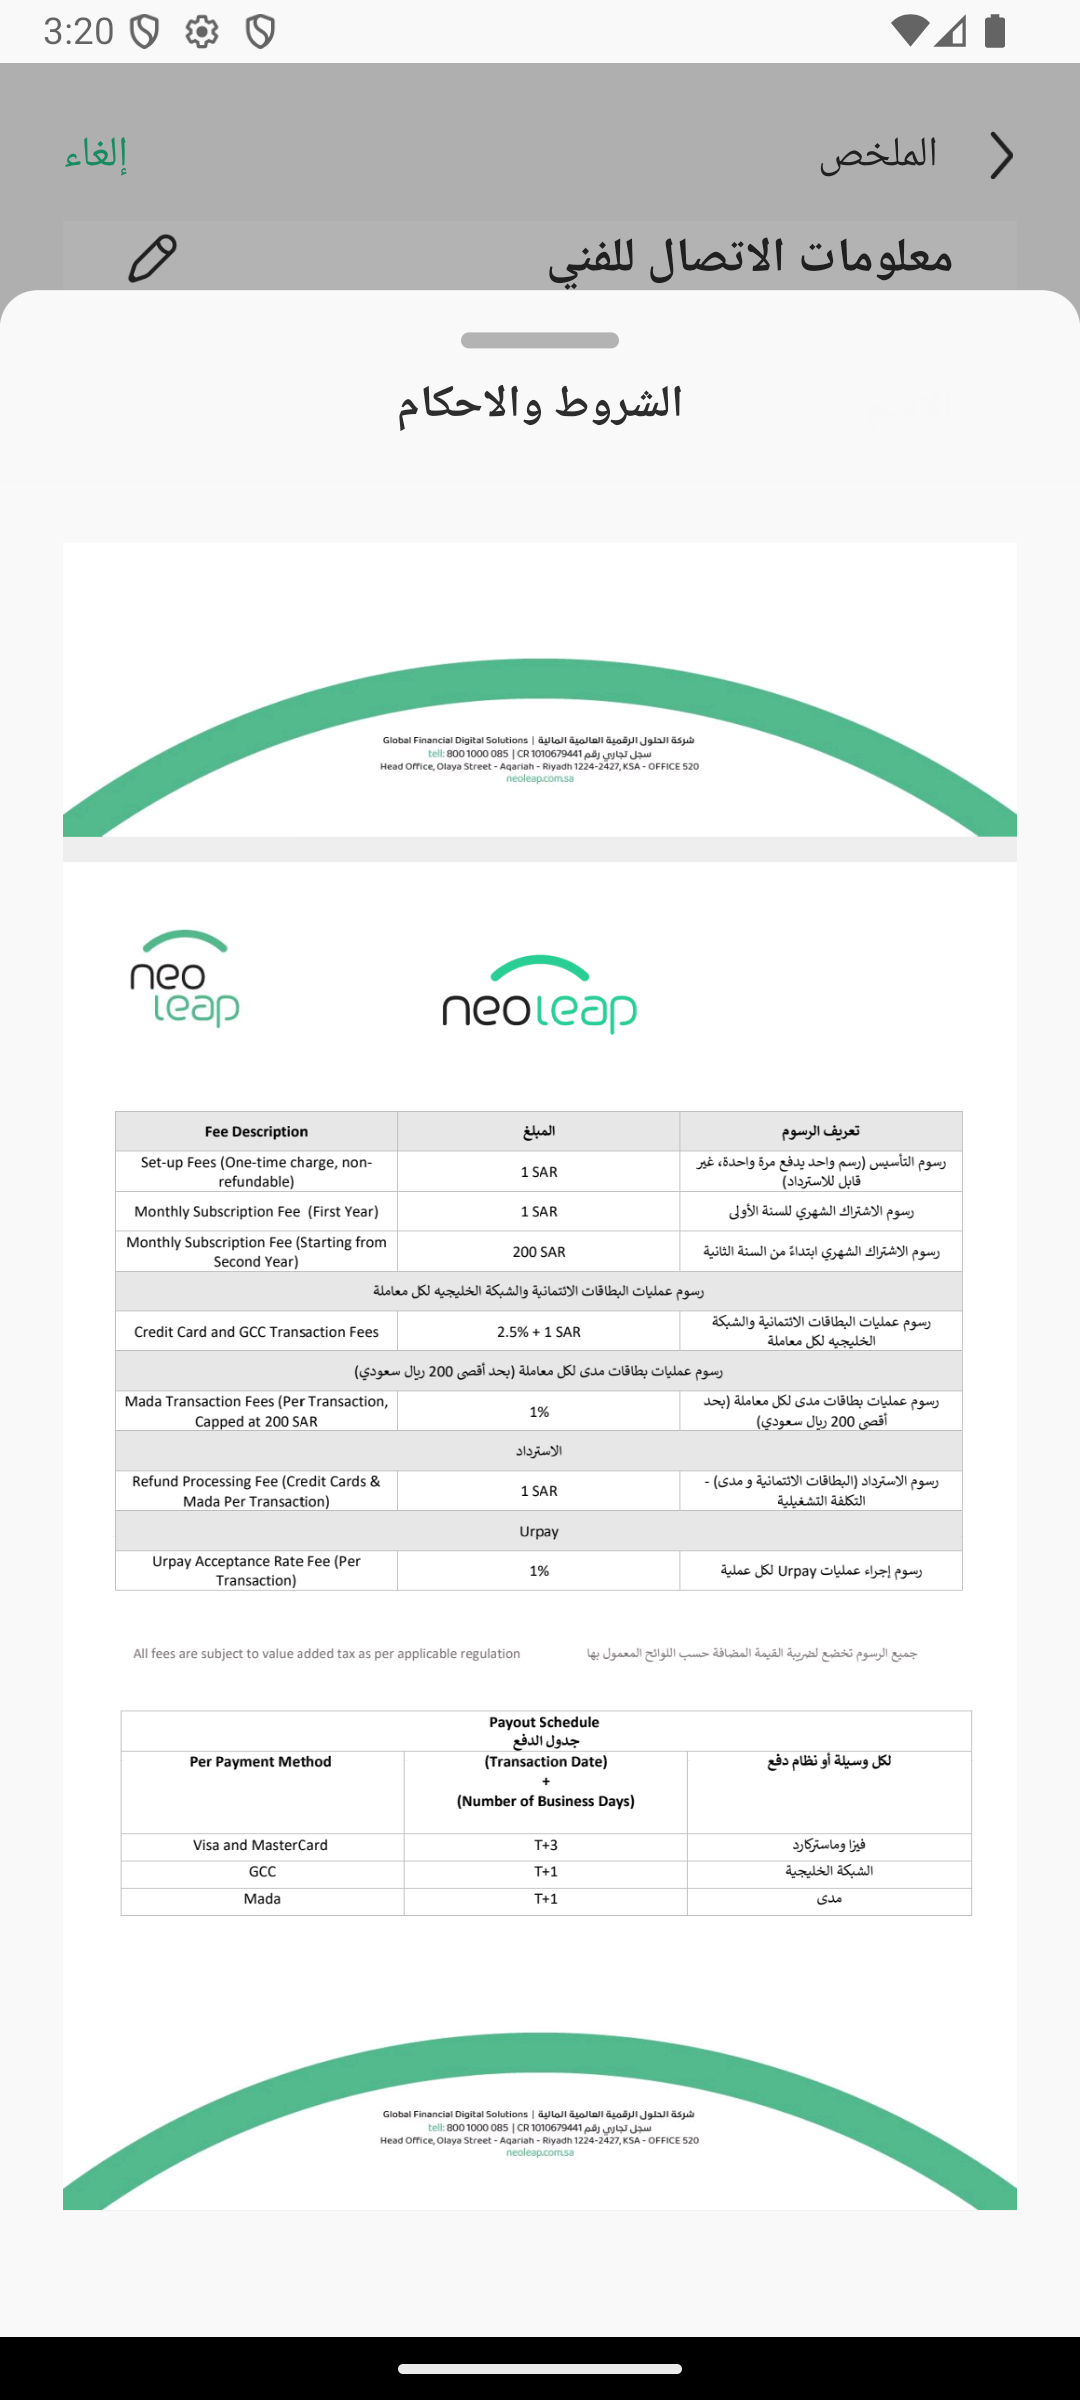 3:20
الملخص
إلغاء
معلومات الاتصال للفني
الشروط والاحكام
Global Financial Digital Solutions | شركة الحلول الرقمية العالمية المالية
tell: 800 1000 085 | CR 1010679441 سجل تجاري رقم
Head Office, Olaya Street - Aqariah - Riyadh 1224-2427, KSA - OFFICE 520
neoleap.com.sa
neo
leap
neoleap
Fee Description المبلغ تعريف الرسوم
Set-up Fees (One-time charge, non-
refundable)
1 SAR
رسوم التأسيس (رسم واحد يدفع مرة واحدة، غير
قابل للاسترداد)
Monthly Subscription Fee (First Year) 1 SAR رسوم الاشتراك الشهري للسنة الأولى
Monthly Subscription Fee (Starting from
Second Year)
200 SAR
رسوم الاشتراك الشهري ابتداءً من السنة الثانية
رسوم عمليات البطاقات الائتمانية والشبكة الخليجيه لكل معاملة
Credit Card and GCC Transaction Fees
2.5% + 1 SAR
رسوم عمليات البطاقات الائتمانية والشبكة
الخليجيه لكل معاملة
رسوم عمليات بطاقات مدى لكل معاملة (بحد أقصى 200 ريال سعودي)
Mada Transaction Fees (Per Transaction,
Capped at 200 SAR
1%
رسوم عمليات بطاقات مدى لكل معاملة (بحد
أقصى 200 ريال سعودي)
الاسترداد
Refund Processing Fee (Credit Cards &
Mada Per Transaction)
1 SAR
رسوم الاسترداد (البطاقات الائتمانية و مدى) -
التكلفة التشغيلية
Urpay
Urpay Acceptance Rate Fee (Per
Transaction)
1%
رسوم إجراء عمليات Urpay لكل عملية
All fees are subject to value added tax as per applicable regulation
جميع الرسوم تخضع لضريبة القيمة المضافة حسب اللوائح المعمول بها
Payout Schedule
جدول الدفع
Per Payment Method
(Transaction Date)
+
(Number of Business Days)
لكل وسيلة أو نظام دفع
Visa and MasterCard T+3 فيزا وماستركارد
GCC T+1 الشبكة الخليجية
Mada T+1 مدى
Global Financial Digital Solutions | شركة الحلول الرقمية العالمية المالية
tell: 800 1000 085 | CR 1010679441 سجل تجاري رقم
Head Office, Olaya Street - Aqariah - Riyadh 1224-2427, KSA - OFFICE 520
neoleap.com.sa